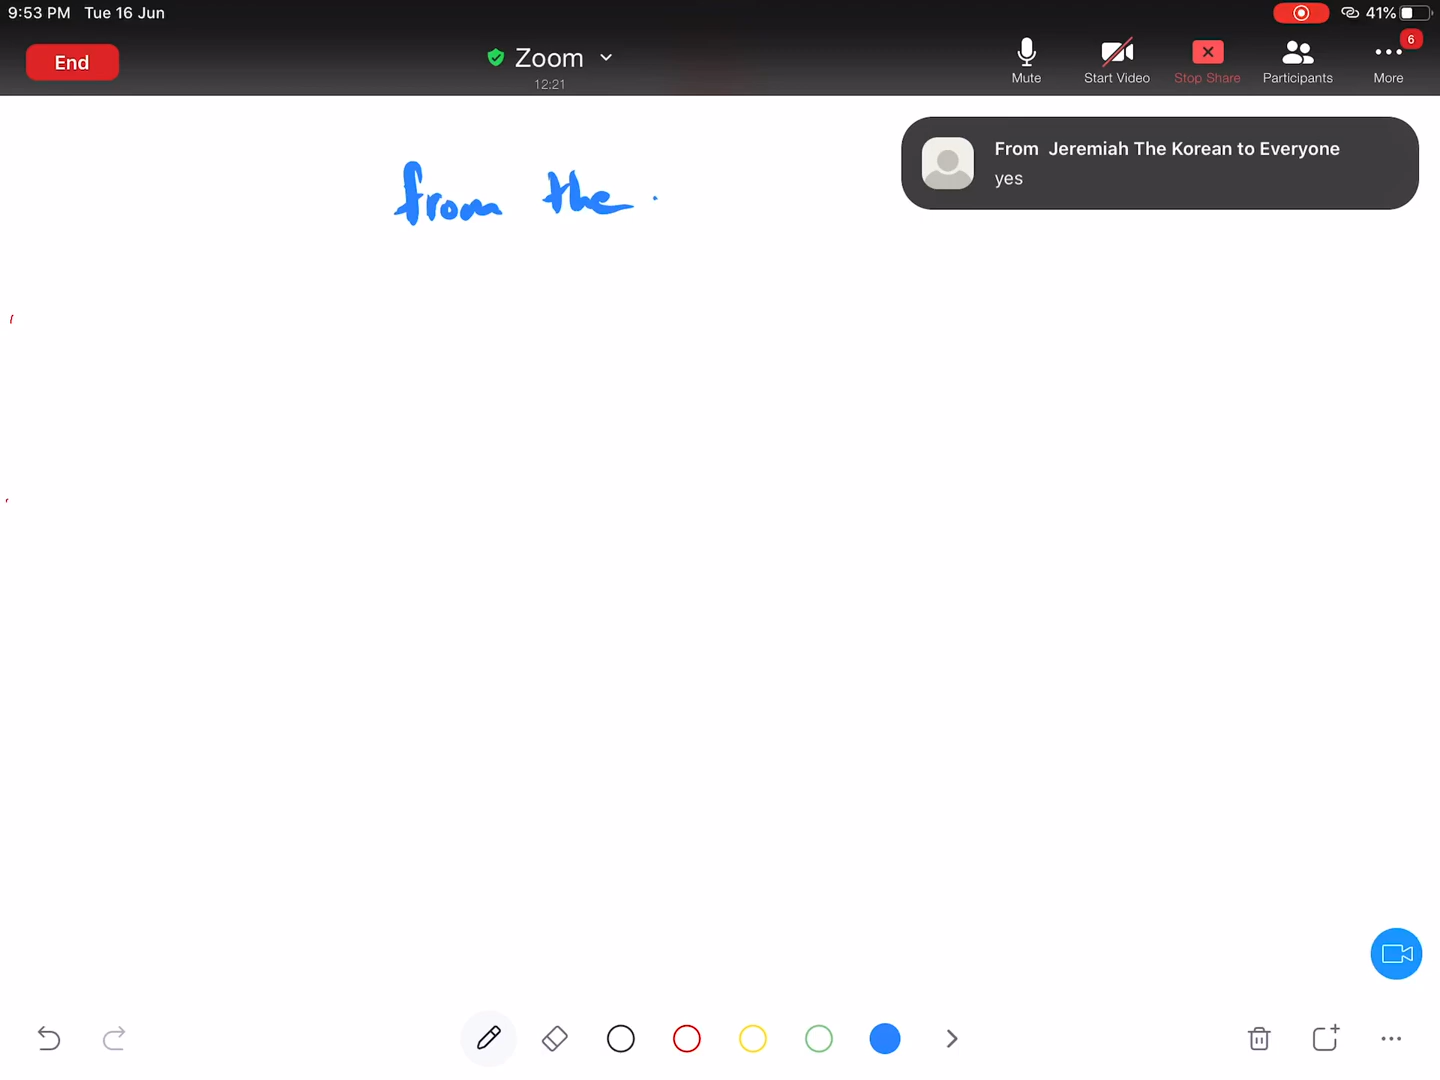 9:53 PM Tue 16 Jun
41%
End
Zoom
12:21
Mute
Start Video
Stop Share
Participants
More
6
From Jeremiah The Korean to Everyone
yes
from the